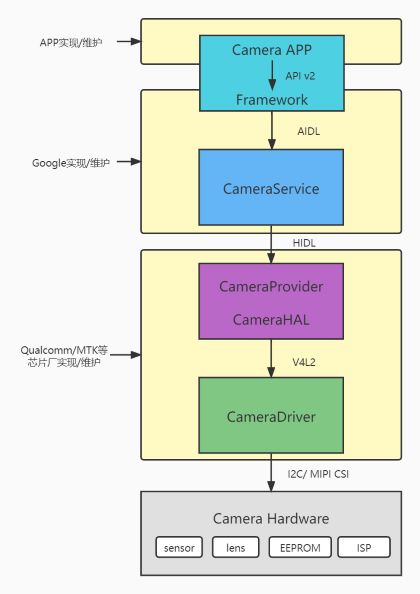 APP实现/维护
Camera APP
API v2
Framework
AIDL
Google实现/维护
CameraService
HIDL
CameraProvider
CameraHAL
Qualcomm/MTK等
芯片厂实现/维护
V4L2
CameraDriver
I2C/ MIPI CSI
Camera Hardware
sensor
lens
EEPROM
ISP